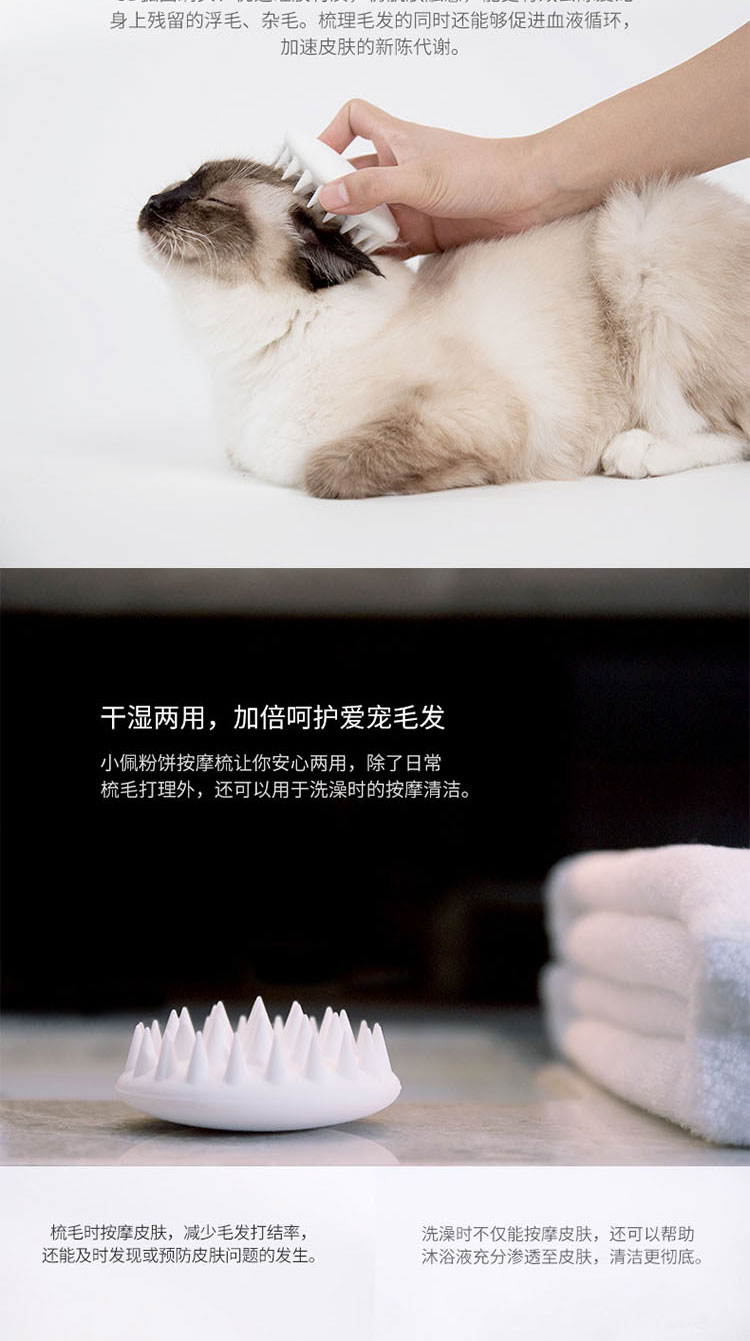 身上残留的浮毛、杂毛。梳理毛发的同时还能够促进血液循环，
加速皮肤的新陈代谢。
干湿两用，加倍呵护爱宠毛发
小佩粉饼按摩梳让你安心两用，除了日常
梳毛打理外，还可以用于洗澡时的按摩清洁。
梳毛时按摩皮肤，减少毛发打结率，
还能及时发现或预防皮肤问题的发生。
洗澡时不仅能按摩皮肤，还可以帮助
沐浴液充分渗透至皮肤，清洁更彻底。